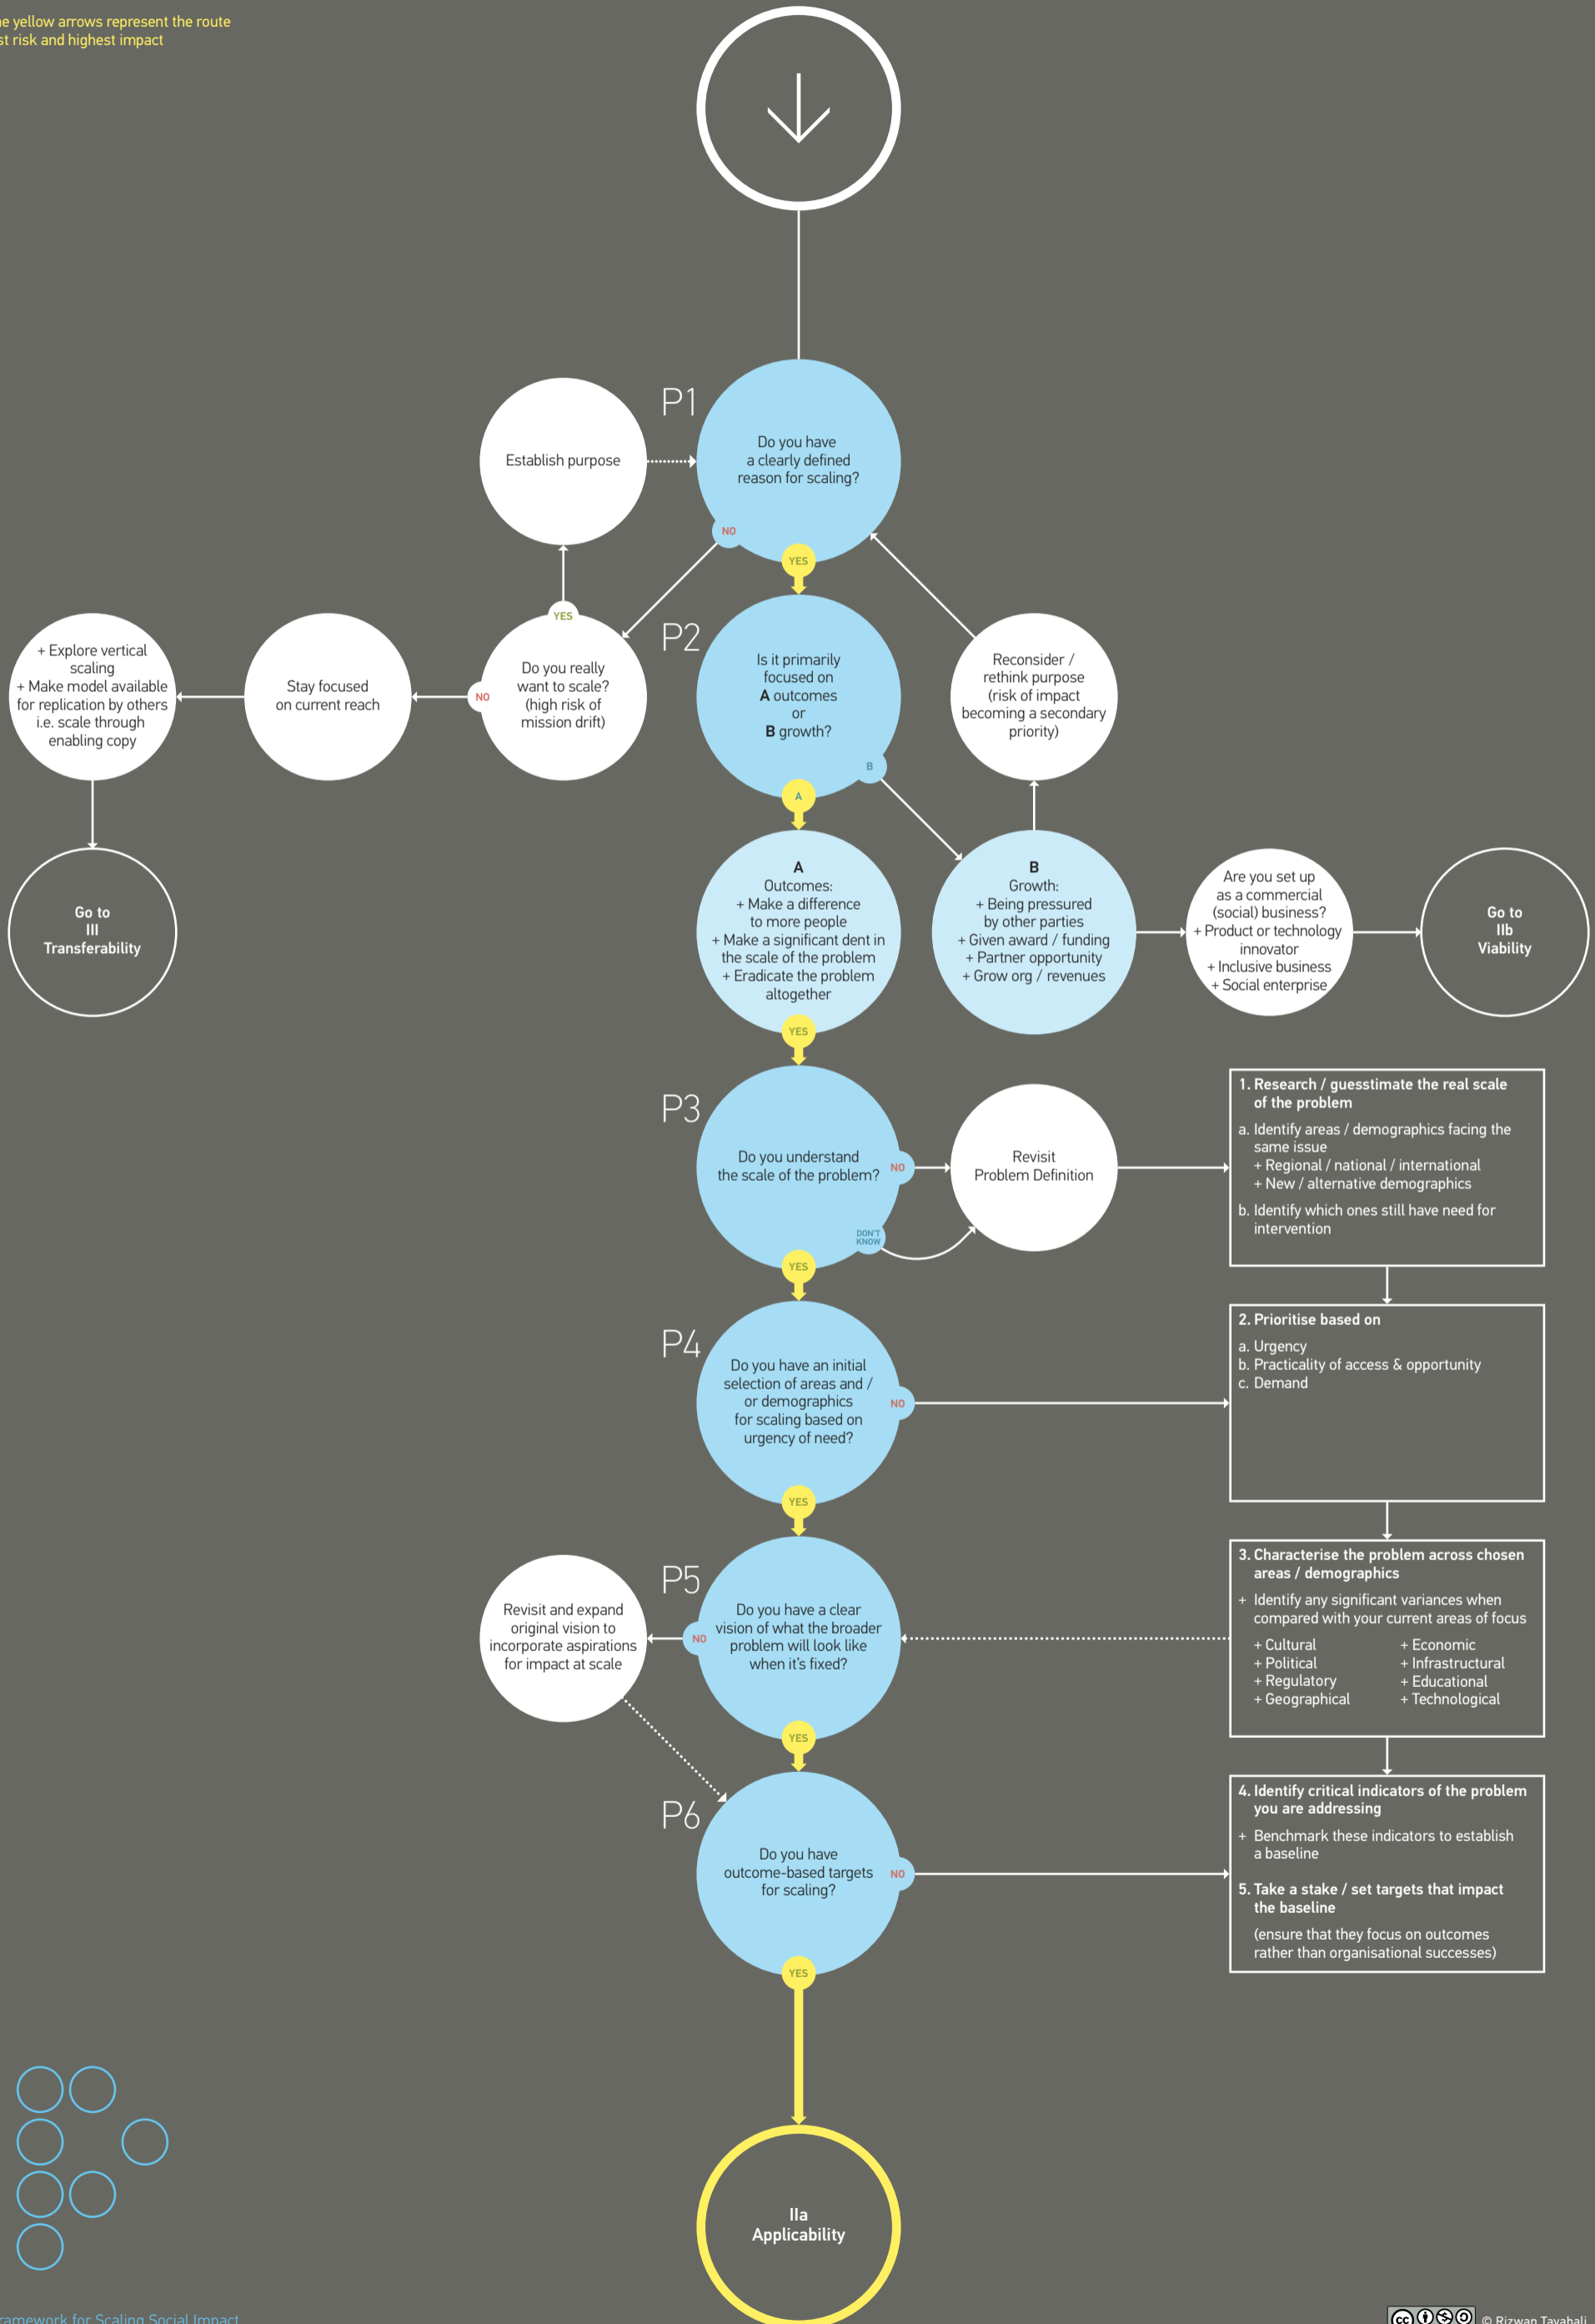 yellow arrows represent the route
risk and highest impact
P1
Establish purpose
Do you have
a clearly defined
reason for scaling?
NO
YES
P2
+ Explore vertical
scaling
+ Make model available
for replication by others
i.e. scale through
enabling copy
Stay focused
on current reach
NO
YES
Do you really
want to scale?
(high risk of
mission drift)
Is it primarily
focused on
A outcomes
or
B growth?
B
A
Reconsider /
rethink purpose
(risk of impact
becoming a secondary
priority)
Go to
III
Transferability
A
Outcomes:
+ Make a difference
to more people
+ Make a significant dent in
the scale of the problem
+ Eradicate the problem
altogether
YES
B
Growth:
+ Being pressured
by other parties
+ Given award / funding
+ Partner opportunity
+ Grow org / revenues
Are you set up
as a commercial
(social) business?
+ Product or technology
innovator
+ Inclusive business
+ Social enterprise
Go to
IIb
Viability
P3
Do you understand
the scale of the problem?
NO
DON'T
KNOW
YES
Revisit
Problem Definition
1. Research / guesstimate the real scale
of the problem
a. Identify areas / demographics facing the
same issue
+ Regional / national / international
+ New / alternative demographics
b. Identify which ones still have need for
intervention
P4
Do you have an initial
selection of areas and /
or demographics
for scaling based on
urgency of need?
NO
YES
2. Prioritise based on
a. Urgency
b. Practicality of access & opportunity
c. Demand
P5
Revisit and expand
original vision to
incorporate aspirations
for impact at scale
NO
Do you have a clear
vision of what the broader
problem will look like
when it's fixed?
YES
3. Characterise the problem across chosen
areas / demographics
+ Identify any significant variances when
compared with your current areas of focus
+ Cultural + Economic
+ Political + Infrastructural
+ Regulatory + Educational
+ Geographical + Technological
P6
Do you have
outcome-based targets
for scaling?
NO
YES
4. Identify critical indicators of the problem
you are addressing
+ Benchmark these indicators to establish
a baseline
5. Take a stake / set targets that impact
the baseline
(ensure that they focus on outcomes
rather than organisational successes)
IIa
Applicability
for Scaling Social Impact
cc
© Rizwan Tayabali